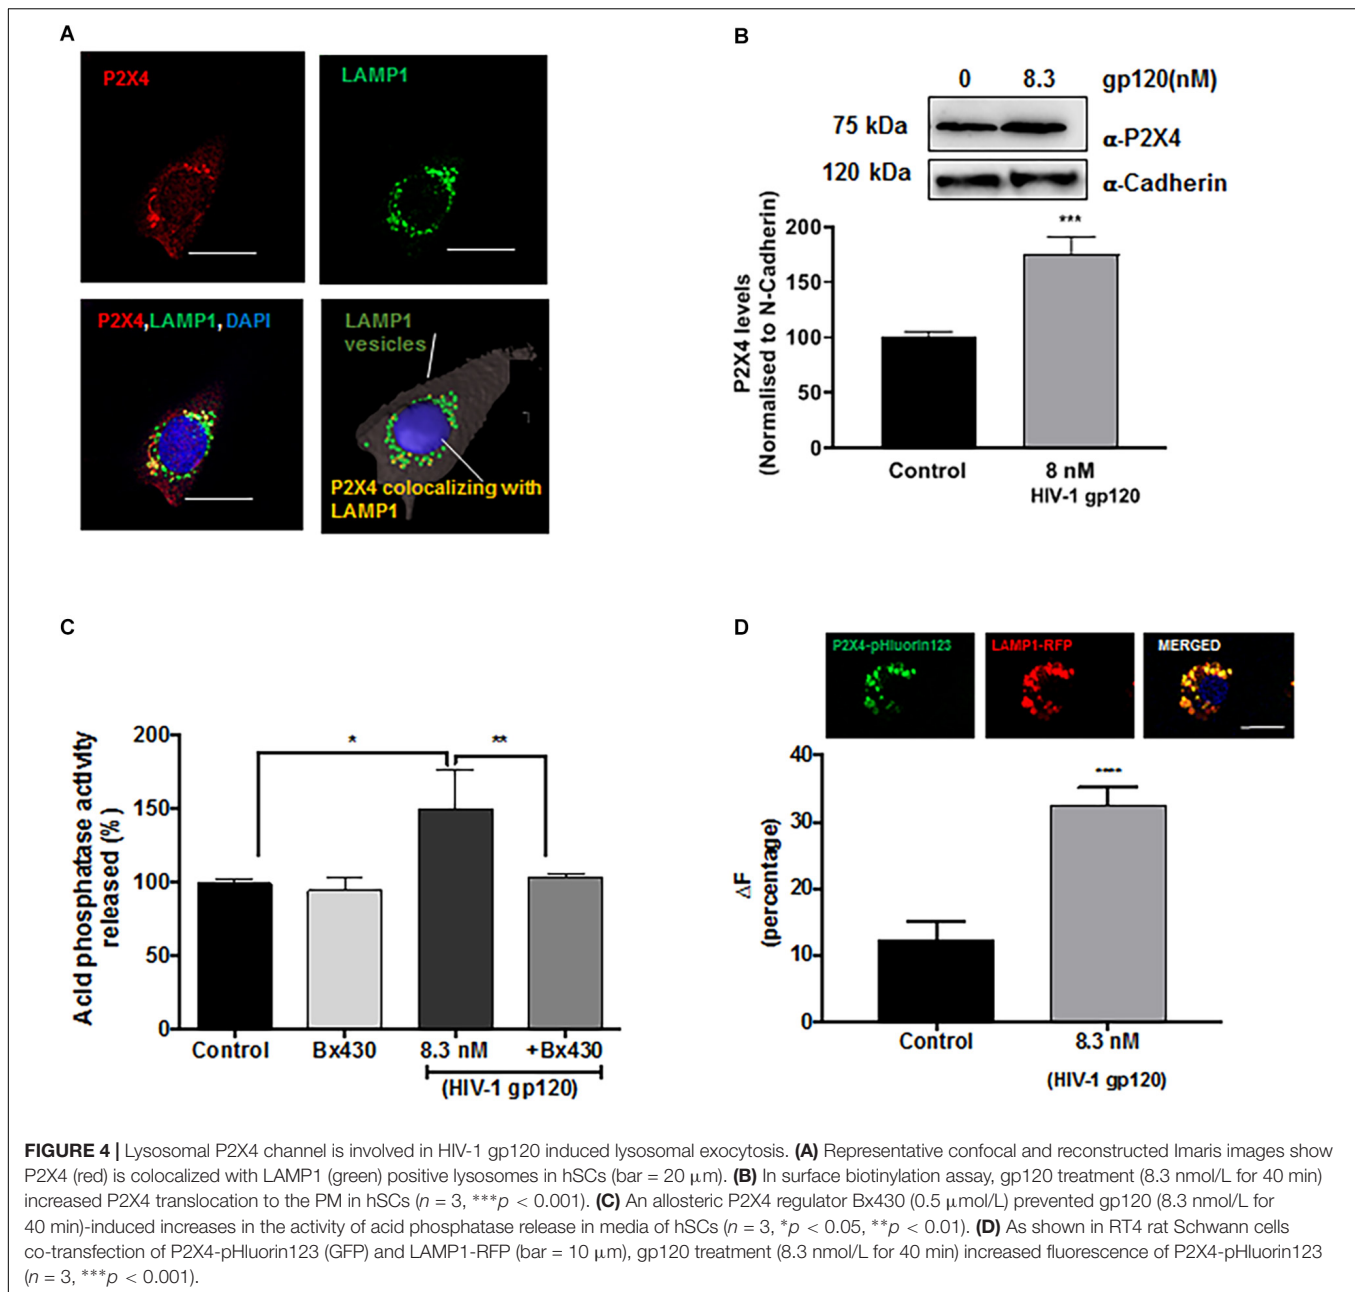 A
P2X4
LAMP1
P2X4,LAMP1,DAPI
LAMP1
vesicles
P2X4 colocalizing with
LAMP1
B
0 8.3 gp120(nM)
75 kDa
α-P2X4
120 kDa
α-Cadherin
P2X4 levels
(Normalised to N-Cadherin)
200
150
100
50
0
***
Control
8 nM
HIV-1 gp120
C
Acid phosphatase activity
released (%)
200
150
100
50
0
*
**
Control Bx430 8.3 nM +Bx430
(HIV-1 gp120)
D
P2X4-pHluorin123
LAMP1-RFP
MERGED
ΔF
(percentage)
40
30
20
10
0
****
Control
8.3 nM
(HIV-1 gp120)
FIGURE 4 | Lysosomal P2X4 channel is involved in HIV-1 gp120 induced lysosomal exocytosis. (A) Representative confocal and reconstructed Imaris images show
P2X4 (red) is colocalized with LAMP1 (green) positive lysosomes in hSCs (bar = 20 μm). (B) In surface biotinylation assay, gp120 treatment (8.3 nmol/L for 40 min)
increased P2X4 translocation to the PM in hSCs (n = 3, ***p < 0.001). (C) An allosteric P2X4 regulator Bx430 (0.5 μmol/L) prevented gp120 (8.3 nmol/L for
40 min)-induced increases in the activity of acid phosphatase release in media of hSCs (n = 3, *p < 0.05, **p < 0.01). (D) As shown in RT4 rat Schwann cells
co-transfection of P2X4-pHluorin123 (GFP) and LAMP1-RFP (bar = 10 μm), gp120 treatment (8.3 nmol/L for 40 min) increased fluorescence of P2X4-pHluorin123
(n = 3, ***p < 0.001).